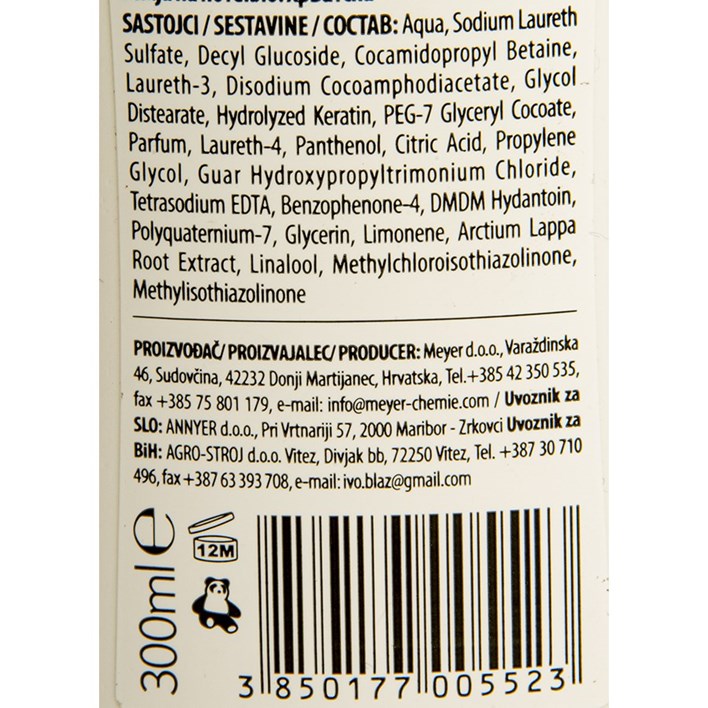 SASTOJCI / SESTAVINE / СОСТАВ: Aqua, Sodium Laureth
Sulfate, Decyl Glucoside, Cocamidopropyl Betaine,
Laureth-3, Disodium Cocoamphodiacetate, Glycol
Distearate, Hydrolyzed Keratin, PEG-7 Glyceryl Cocoate,
Parfum, Laureth-4, Panthenol, Citric Acid, Propylene
Glycol, Guar Hydroxypropyltrimonium Chloride,
Tetrasodium EDTA, Benzophenone-4, DMDM Hydantoin,
Polyquaternium-7, Glycerin, Limonene, Arctium Lappa
Root Extract, Linalool, Methylchloroisothiazolinone,
Methylisothiazolinone
PROIZVOĐAČ/ PROIZVAJALEC/ PRODUCER: Meyer d.o.o., Varaždinska
46, Sudovčina, 42232 Donji Martijanec, Hrvatska, Tel.+385 42 350 535,
fax +385 75 801 179, e-mail: info@meyer-chemie.com / Uvoznik za
SLO: ANNYER d.o.o., Pri Vrtnariji 57, 2000 Maribor - Zrkovci Uvoznik za
BiH: AGRO-STROJ d.o.o. Vitez, Divjak bb, 72250 Vitez, Tel. +387 30 710
496, fax +387 63 393 708, e-mail: ivo.blaz@gmail.com
300ml e
12M
3 850177 005523